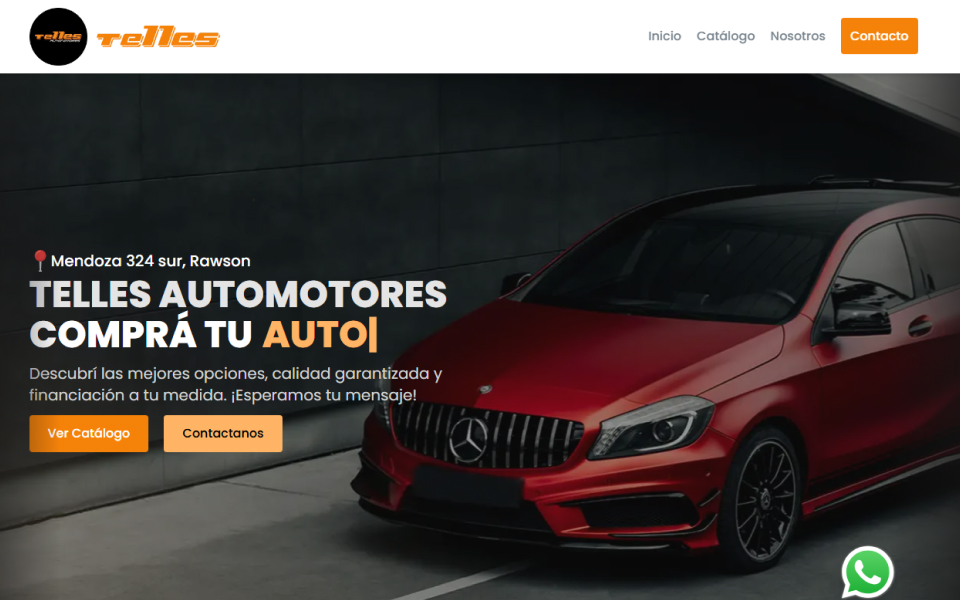 Telles
Telles
Inicio
Catálogo
Nosotros
Contacto
Mendoza 324 sur, Rawson
TELLES AUTOMOTORES
COMPRÁ TU AUTO|
Descubrí las mejores opciones, calidad garantizada y
financiación a tu medida. ¡Esperamos tu mensaje!
Ver Catálogo
Contactanos